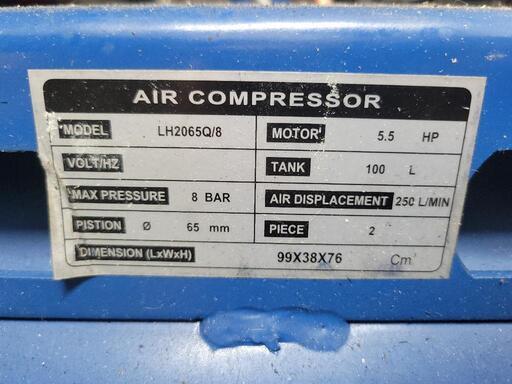 AIR COMPRESSOR
MODEL LH2065Q/8 MOTOR 5.5 HP
VOLT/HZ TANK 100 L
MAX PRESSURE 8 BAR AIR DISPLACEMENT 250 L/MIN
PISTION Ø 65 mm PIECE 2
DIMENSION (LxWxH) 99X38X76 Cm